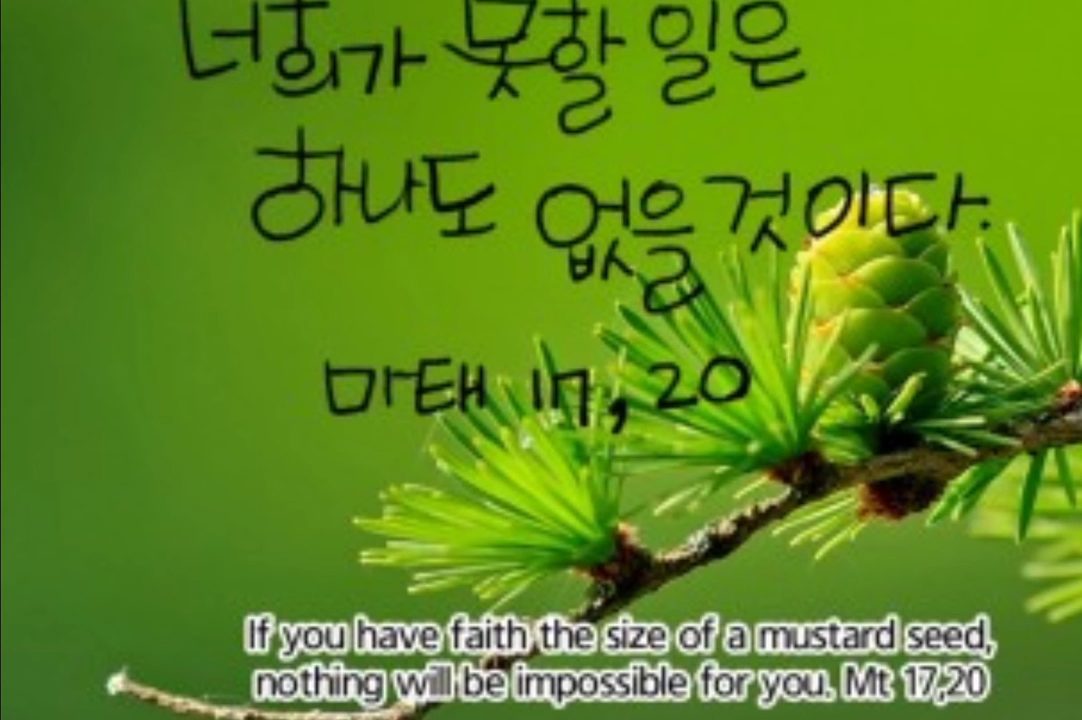 너희가 못할 일은
하나도 없을 것이다.
마태 17, 20
If you have faith the size of a mustard seed,
nothing will be impossible for you. Mt 17,20